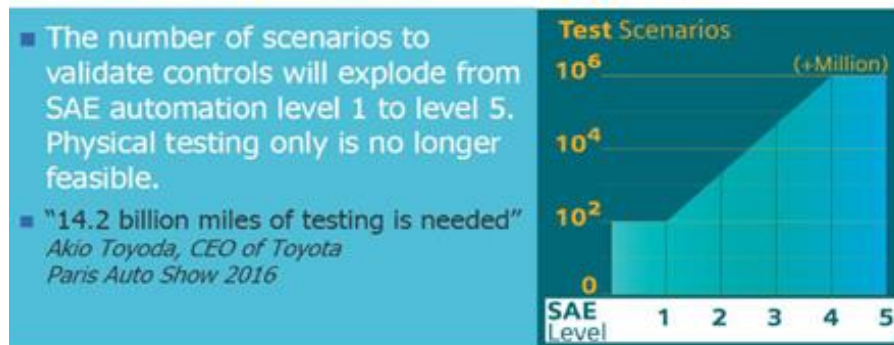 The number of scenarios to
validate controls will explode from
SAE automation level 1 to level 5.
Physical testing only is no longer
feasible.
“14.2 billion miles of testing is needed”
Akio Toyoda, CEO of Toyota
Paris Auto Show 2016
Test Scenarios
10⁶ (+Million)
10⁴
10²
0
SAE
Level 1 2 3 4 5